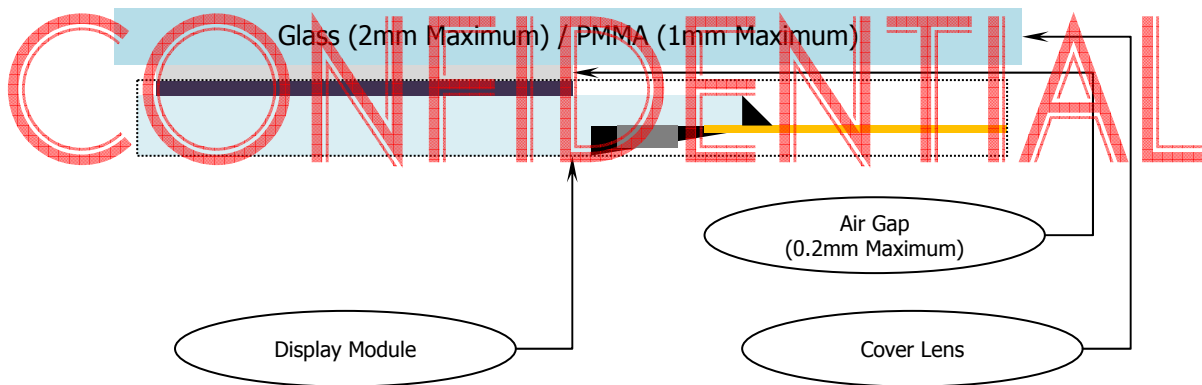 Glass (2mm Maximum) / PMMA (1mm Maximum)
CONFIDENTIAL
Air Gap
(0.2mm Maximum)
Display Module
Cover Lens